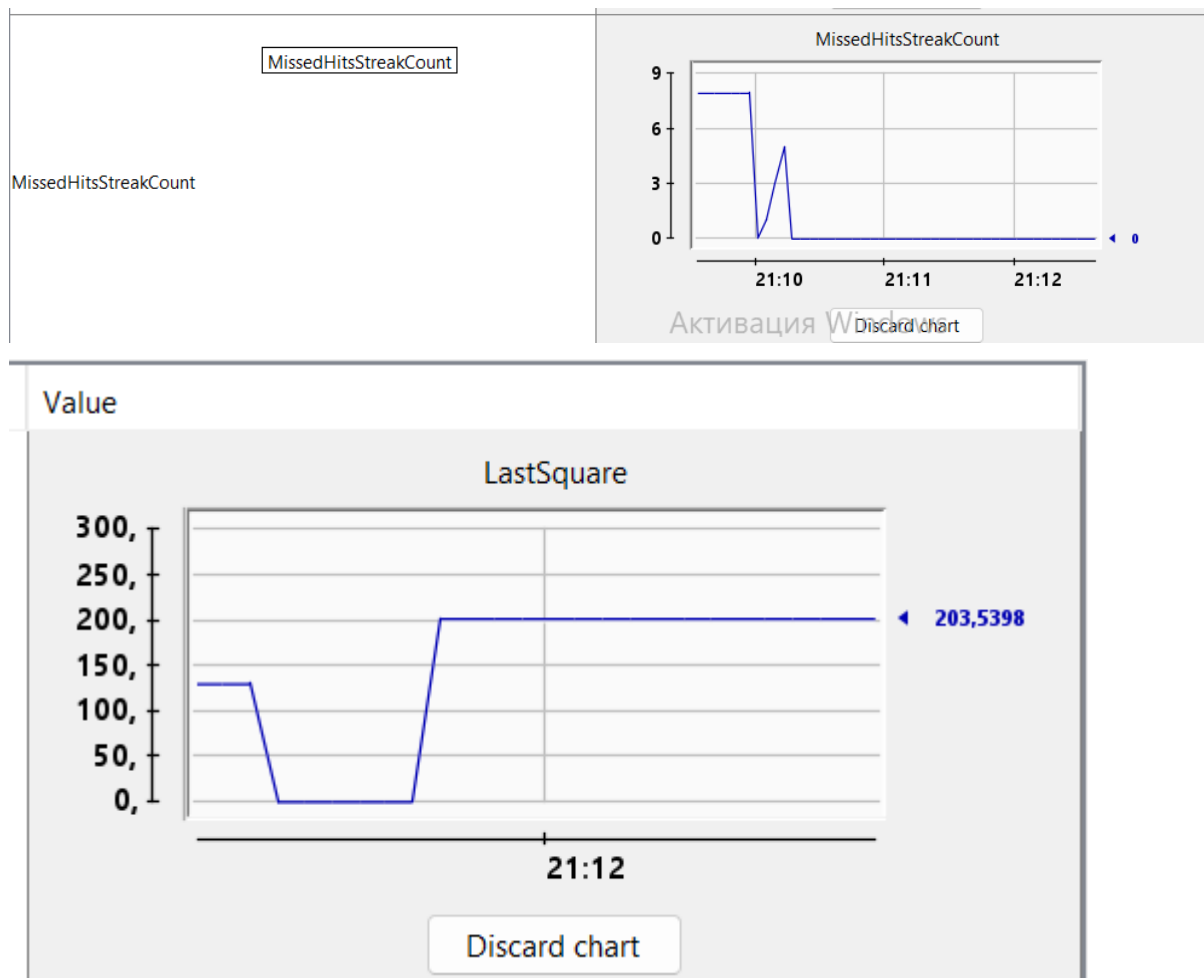 MissedHitsStreakCount
MissedHitsStreakCount
MissedHitsStreakCount
9
6
3
0
0
21:10 21:11 21:12
Активация Windows
Discard chart
Value
LastSquare
300,
250,
200,
203,5398
150,
100,
50,
0,
21:12
Discard chart